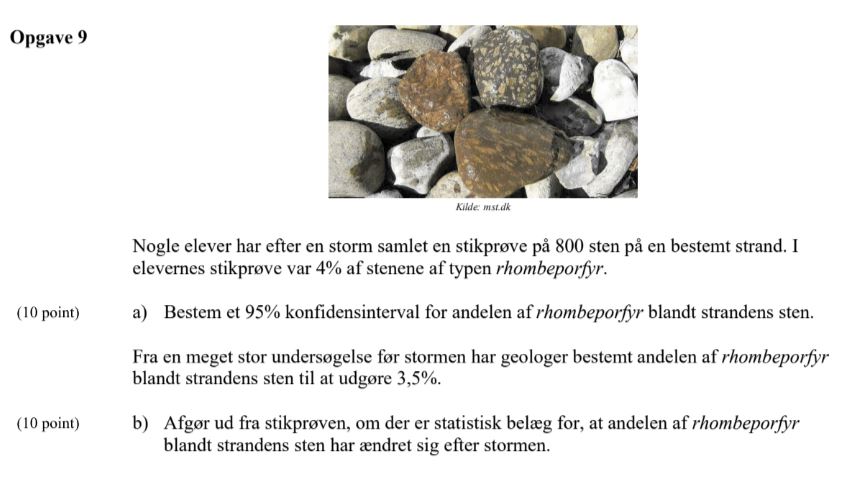 Opgave 9
Kilde: mst.dk
Nogle elever har efter en storm samlet en stikprøve på 800 sten på en bestemt strand. I
elevernes stikprøve var 4% af stenene af typen rhombeporfyr.
(10 point) a) Bestem et 95% konfidensinterval for andelen af rhombeporfyr blandt strandens sten.
Fra en meget stor undersøgelse før stormen har geologer bestemt andelen af rhombeporfyr
blandt strandens sten til at udgøre 3,5%.
(10 point) b) Afgør ud fra stikprøven, om der er statistisk belæg for, at andelen af rhombeporfyr
blandt strandens sten har ændret sig efter stormen.